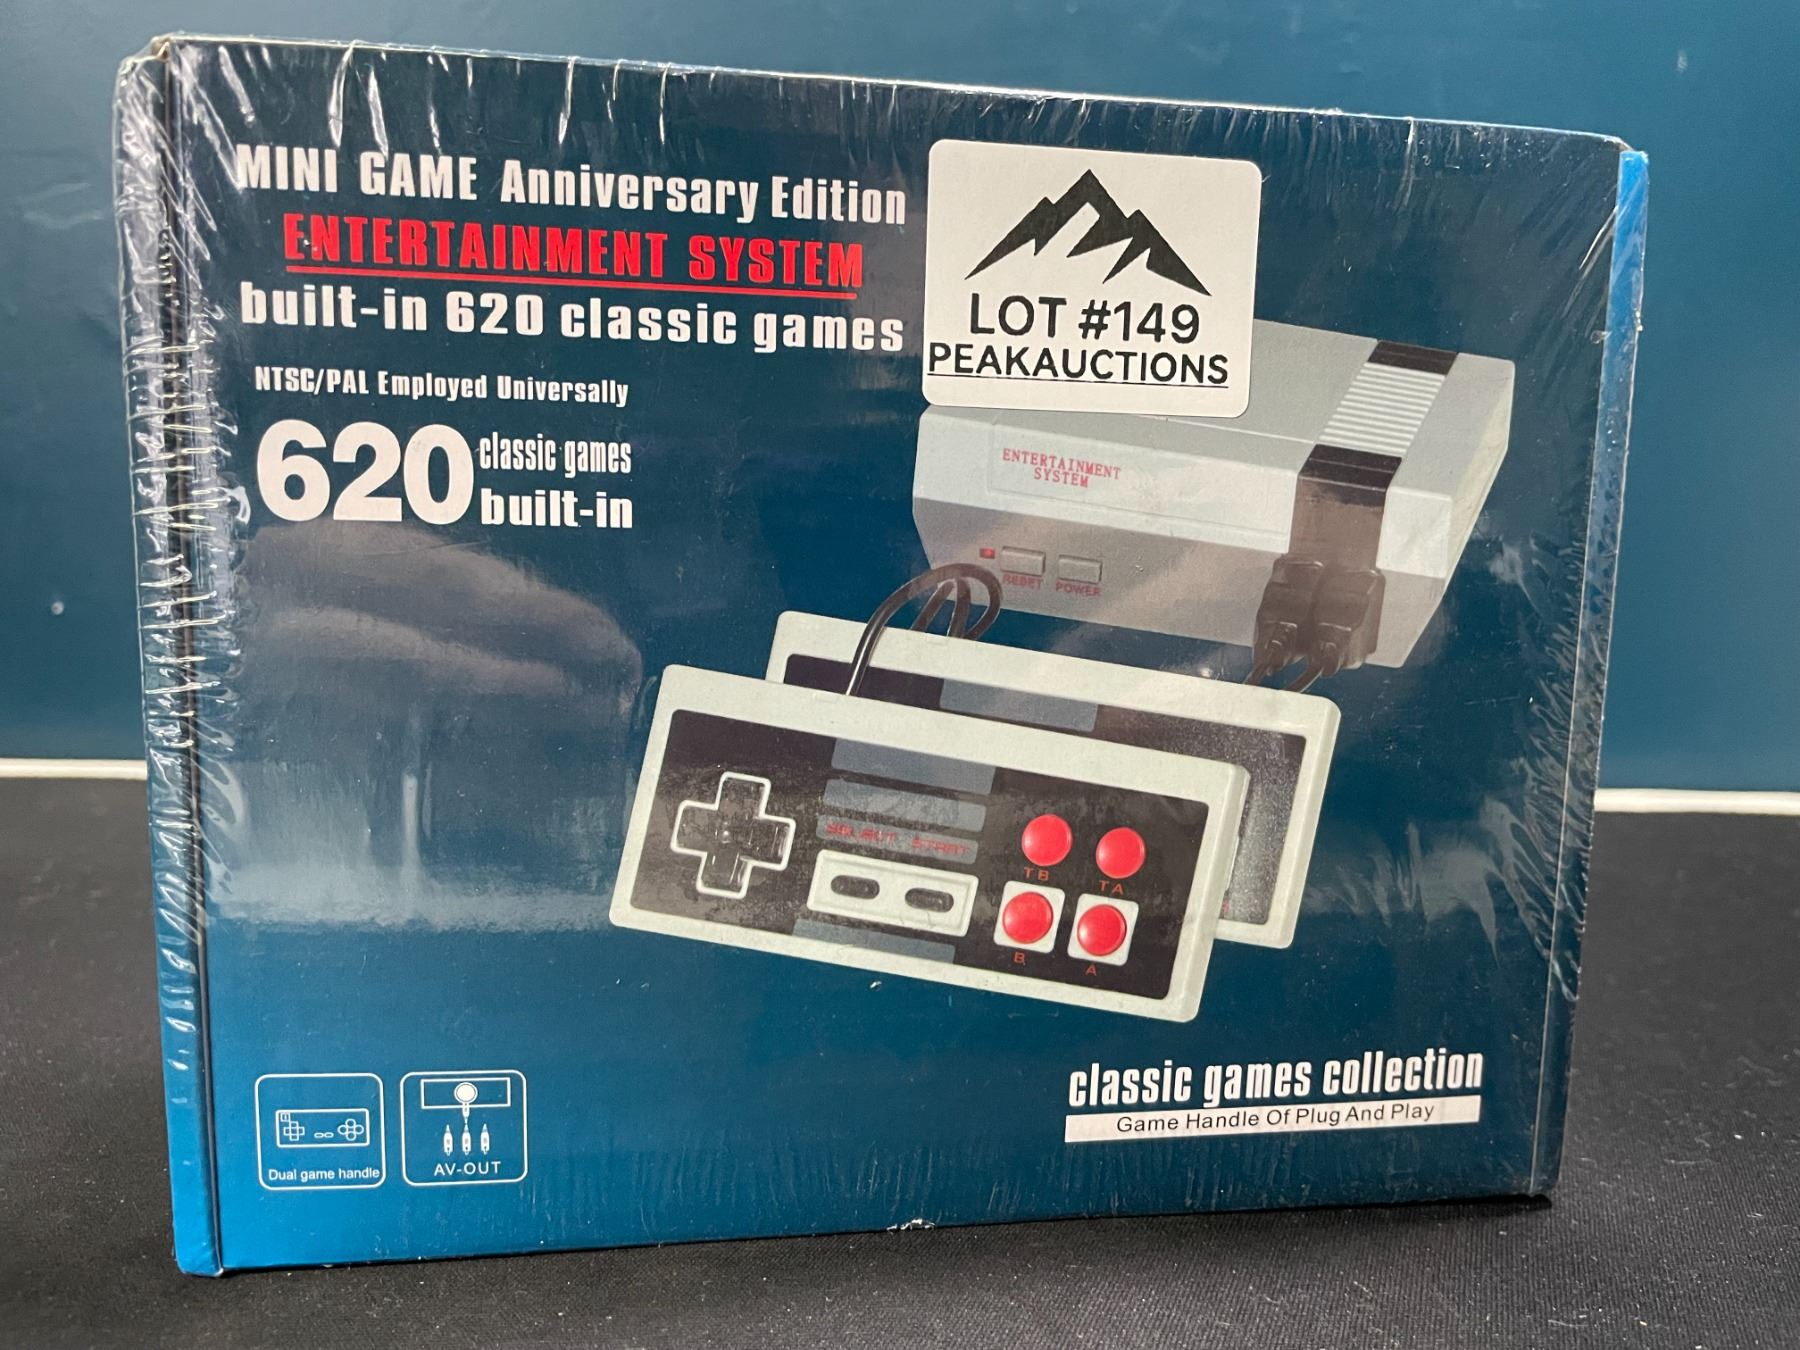 MINI GAME Anniversary Edition
ENTERTAINMENT SYSTEM
built-in 620 classic games
NTSC/PAL Employed Universally
620 classic games
built-in
LOT #149
PEAKAUCTIONS
ENTERTAINMENT
SYSTEM
RESET POWER
SELECT START
TB TA
B A
Dual game handle
AV-OUT
classic games collection
Game Handle Of Plug And Play